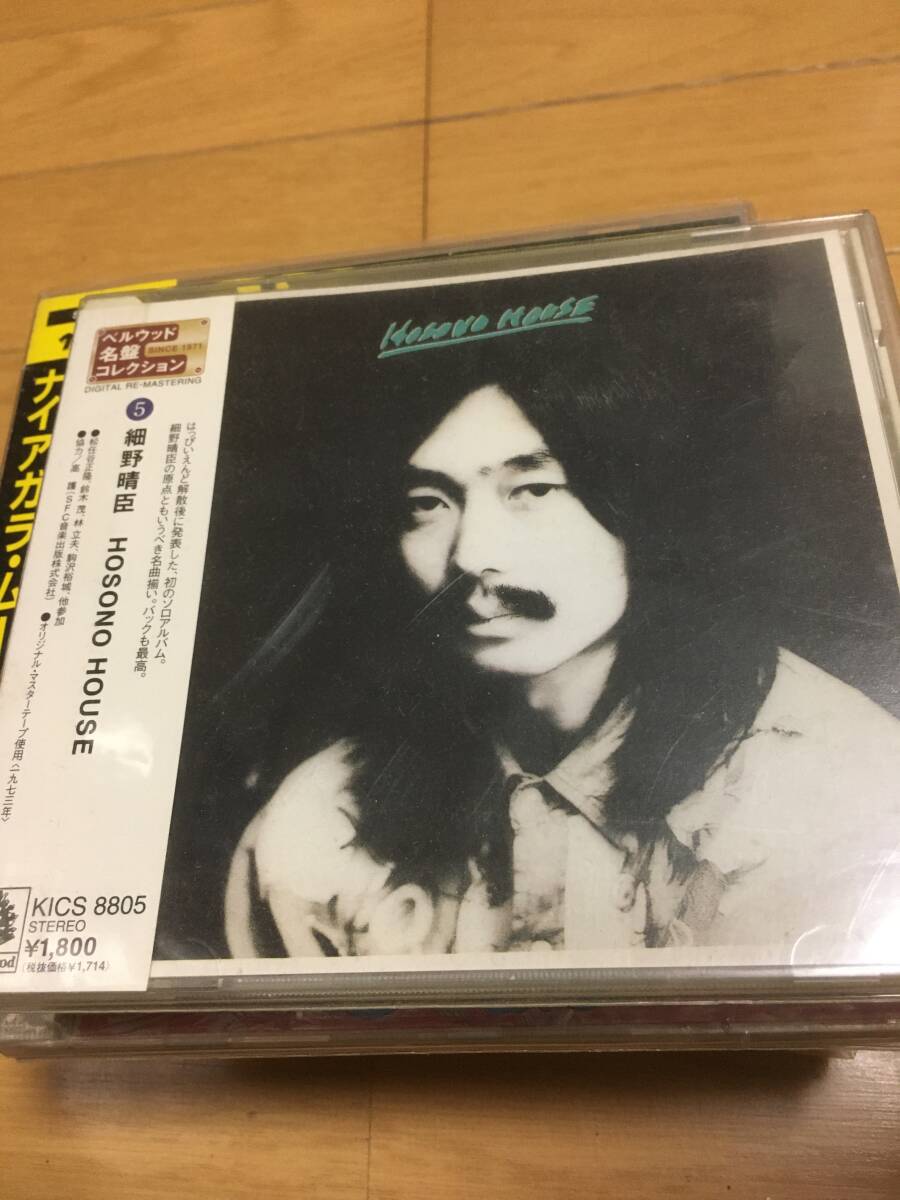 HOSONO HOUSE
ベルウッド
名盤
SINCE 1971
コレクション
DIGITAL RE-MASTERING
5
細野晴臣 HOSONO HOUSE
はっぴいえんど解散後に発表した、初のソロアルバム。
細野晴臣の原点ともいうべき名曲揃い。バックも最高。
●松任谷正隆、鈴木 茂、林 立夫、駒沢裕城、他参加
●協力/高 護(SFC音楽出版株式会社) ●オリジナル・マスターテープ使用〈一九七三年〉
KICS 8805
STEREO
¥1,800
(税抜価格¥1,714)
ナイアガラ・ム